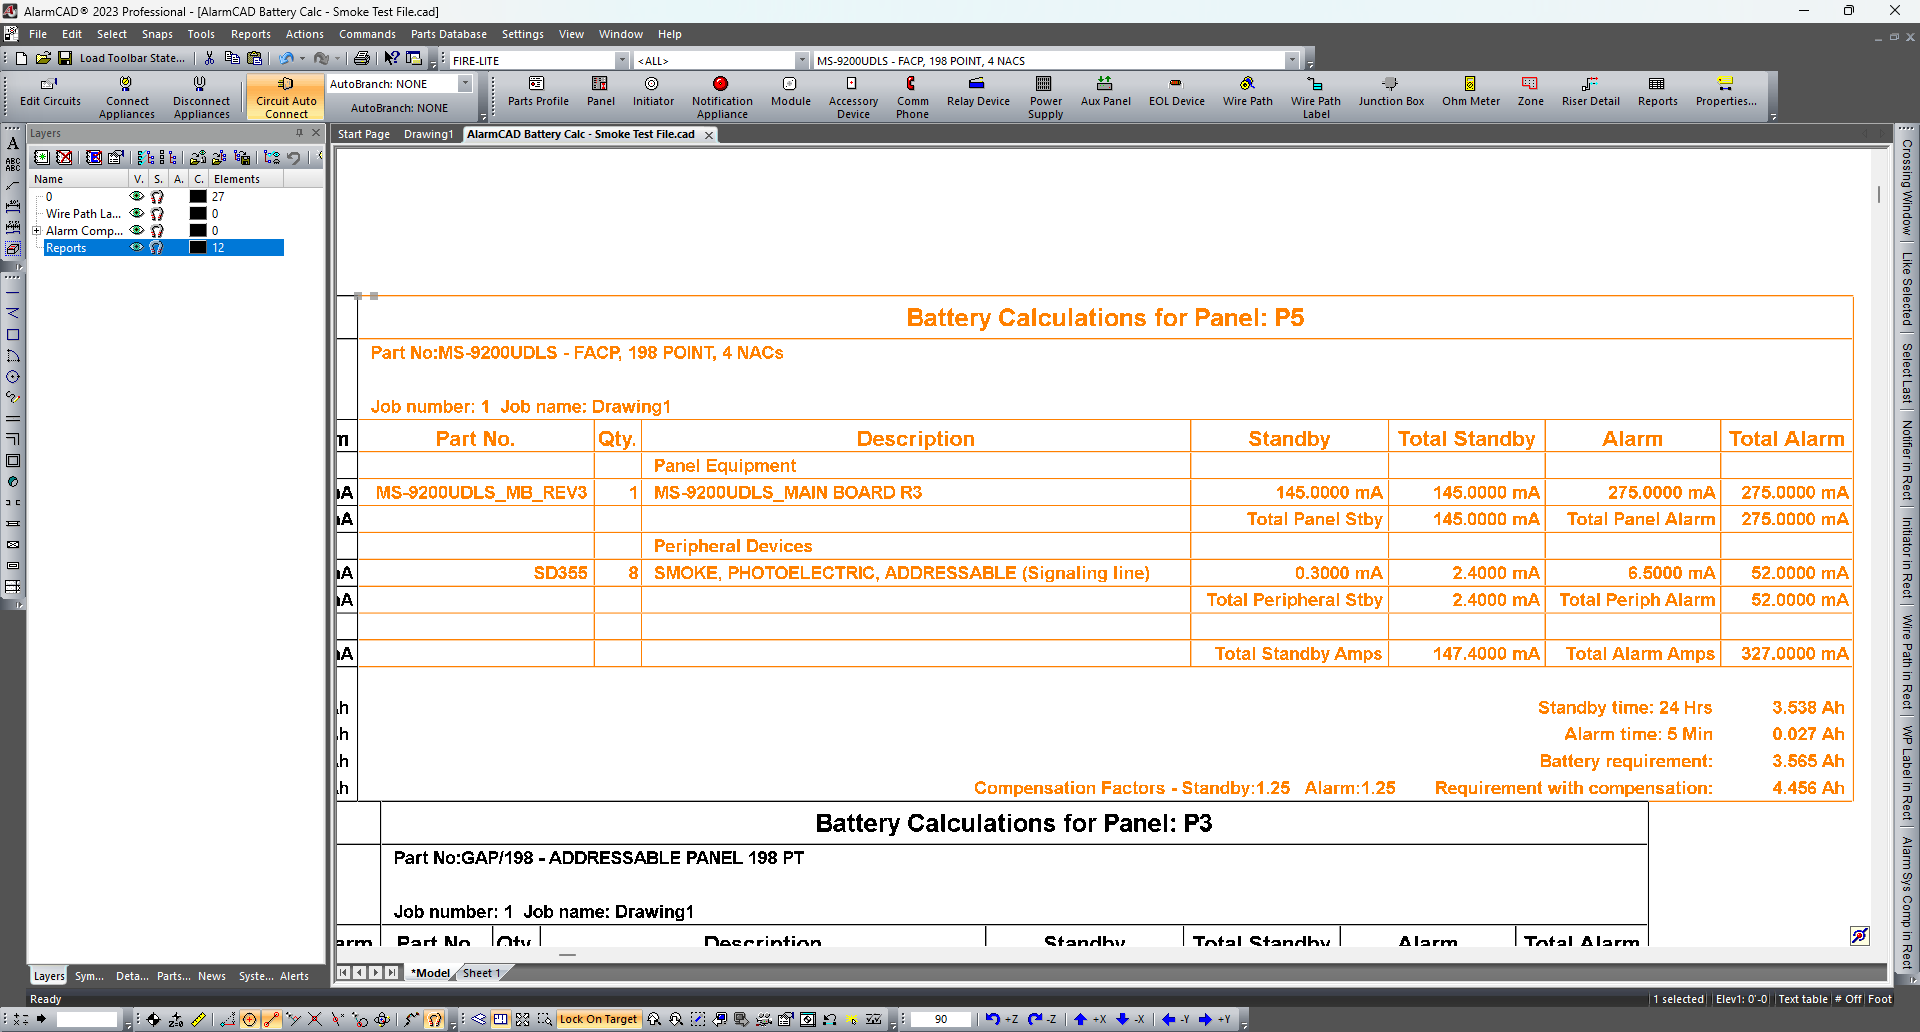 AlarmCAD® 2023 Professional - [AlarmCAD Battery Calc - Smoke Test File.cad]
File Edit Select Snaps Tools Reports Actions Commands Parts Database Settings View Window Help
Load Toolbar State... FIRE-LITE <ALL> MS-9200UDLS - FACP, 198 POINT, 4 NACS
Edit Circuits Connect Appliances Disconnect Appliances Circuit Auto Connect AutoBranch: NONE AutoBranch: NONE Parts Profile Panel Initiator Notification Appliance Module Accessory Device Comm Phone Relay Device Power Supply Aux Panel EOL Device Wire Path Wire Path Label Junction Box Ohm Meter Zone Riser Detail Reports Properties...
Layers
Start Page Drawing1 AlarmCAD Battery Calc - Smoke Test File.cad
Name V. S. A. C. Elements
0 27
Wire Path La... 0
Alarm Comp... 0
Reports 12
Battery Calculations for Panel: P5
Part No:MS-9200UDLS - FACP, 198 POINT, 4 NACs
Job number: 1 Job name: Drawing1
m Part No. Qty. Description Standby Total Standby Alarm Total Alarm
Panel Equipment
A MS-9200UDLS_MB_REV3 1 MS-9200UDLS_MAIN BOARD R3 145.0000 mA 145.0000 mA 275.0000 mA 275.0000 mA
A Total Panel Stby 145.0000 mA Total Panel Alarm 275.0000 mA
Peripheral Devices
A SD355 8 SMOKE, PHOTOELECTRIC, ADDRESSABLE (Signaling line) 0.3000 mA 2.4000 mA 6.5000 mA 52.0000 mA
A Total Peripheral Stby 2.4000 mA Total Periph Alarm 52.0000 mA
A Total Standby Amps 147.4000 mA Total Alarm Amps 327.0000 mA
h Standby time: 24 Hrs 3.538 Ah
h Alarm time: 5 Min 0.027 Ah
h Battery requirement: 3.565 Ah
h Compensation Factors - Standby:1.25 Alarm:1.25 Requirement with compensation: 4.456 Ah
Battery Calculations for Panel: P3
Part No:GAP/198 - ADDRESSABLE PANEL 198 PT
Job number: 1 Job name: Drawing1
arm Part No. Qty. Description Standby Total Standby Alarm Total Alarm
Crossing Window
Like Selected
Select Last
Notifier in Rect
Initiator in Rect
Wire Path in Rect
WP Label in Rect
Alarm Sys Comp in Rect
Layers Sym... Deta... Parts... News Syste... Alerts
*Model Sheet 1
Ready 1 selected Elev1: 0'-0 Text table # Off Foot
Lock On Target 90 +Z -Z +X -X -Y +Y